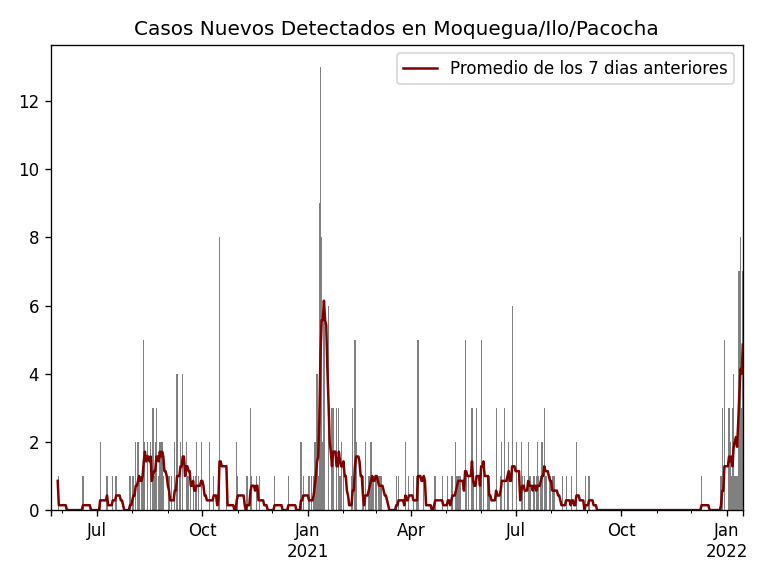 Casos Nuevos Detectados en Moquegua/Ilo/Pacocha
Promedio de los 7 dias anteriores
12
10
8
6
4
2
0
Jul
Oct
Jan
2021
Apr
Jul
Oct
Jan
2022